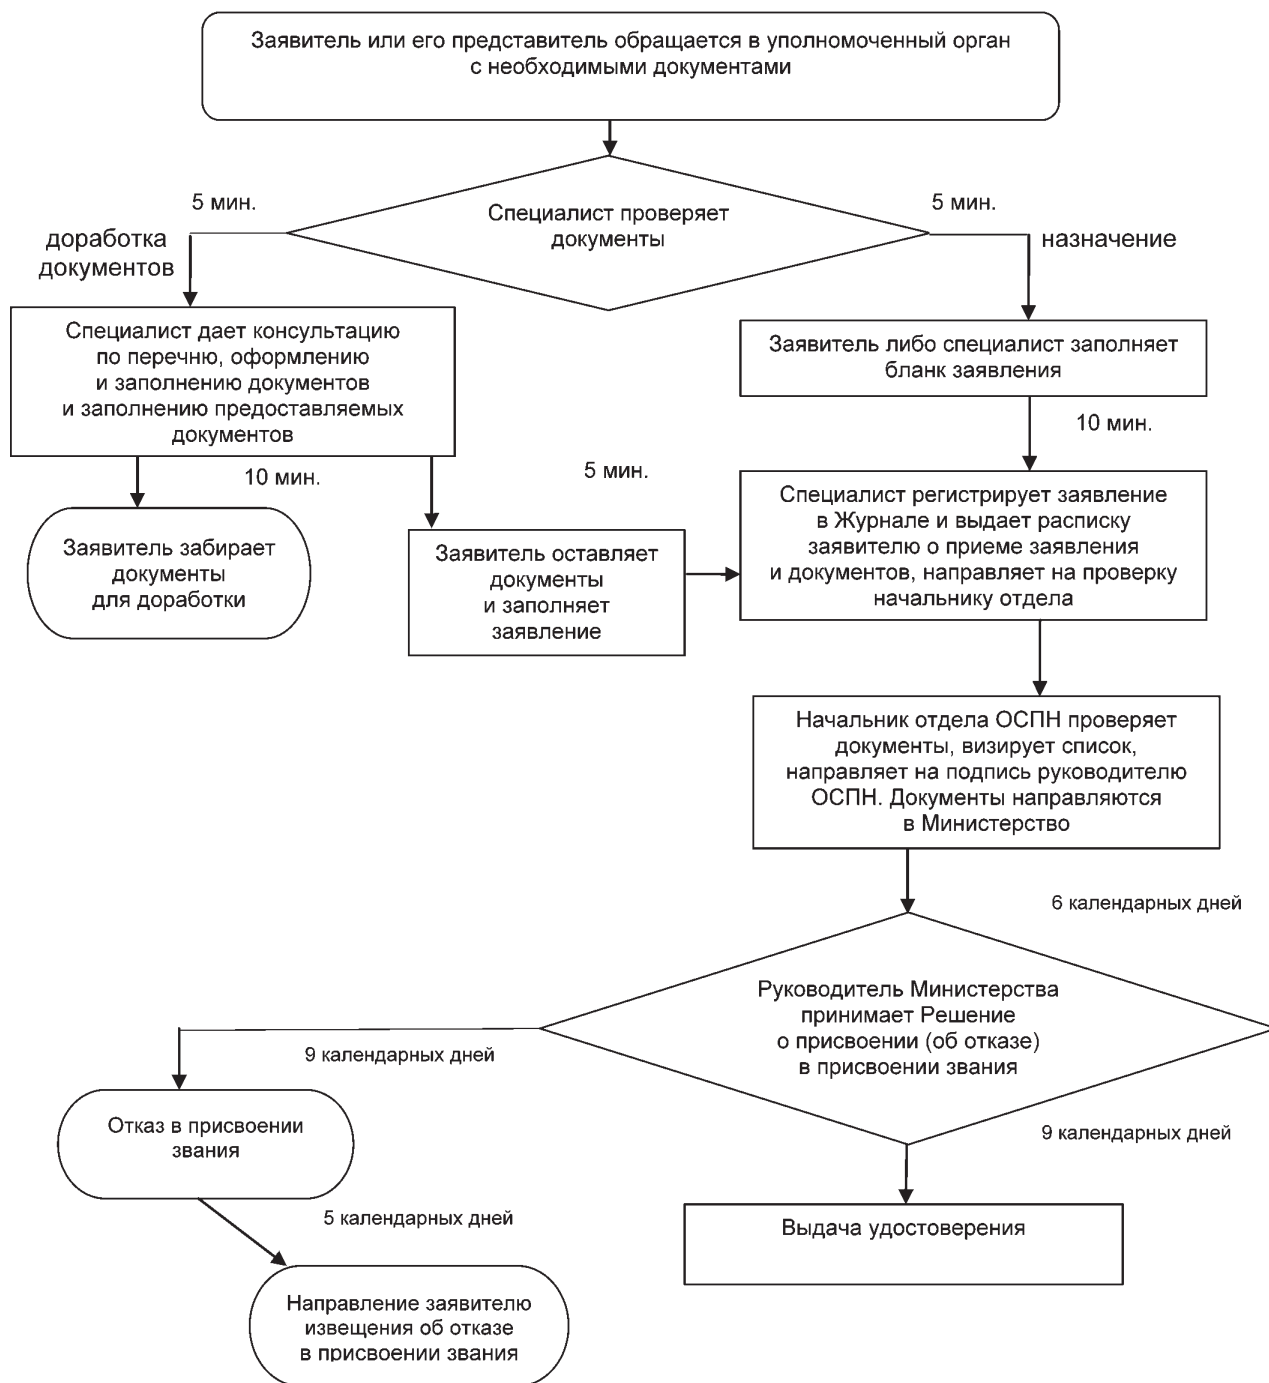 Заявитель или его представитель обращается в уполномоченный орган
с необходимыми документами
5 мин.
Специалист проверяет
документы
5 мин.
доработка
документов
назначение
Специалист дает консультацию
по перечню, оформлению
и заполнению документов
и заполнению предоставляемых
документов
Заявитель либо специалист заполняет
бланк заявления
10 мин.
10 мин.
5 мин.
Заявитель забирает
документы
для доработки
Заявитель оставляет
документы
и заполняет
заявление
Специалист регистрирует заявление
в Журнале и выдает расписку
заявителю о приеме заявления
и документов, направляет на проверку
начальнику отдела
Начальник отдела ОСПН проверяет
документы, визирует список,
направляет на подпись руководителю
ОСПН. Документы направляются
в Министерство
6 календарных дней
Руководитель Министерства
принимает Решение
о присвоении (об отказе)
в присвоении звания
9 календарных дней
Отказ в присвоении
звания
9 календарных дней
5 календарных дней
Выдача удостоверения
Направление заявителю
извещения об отказе
в присвоении звания